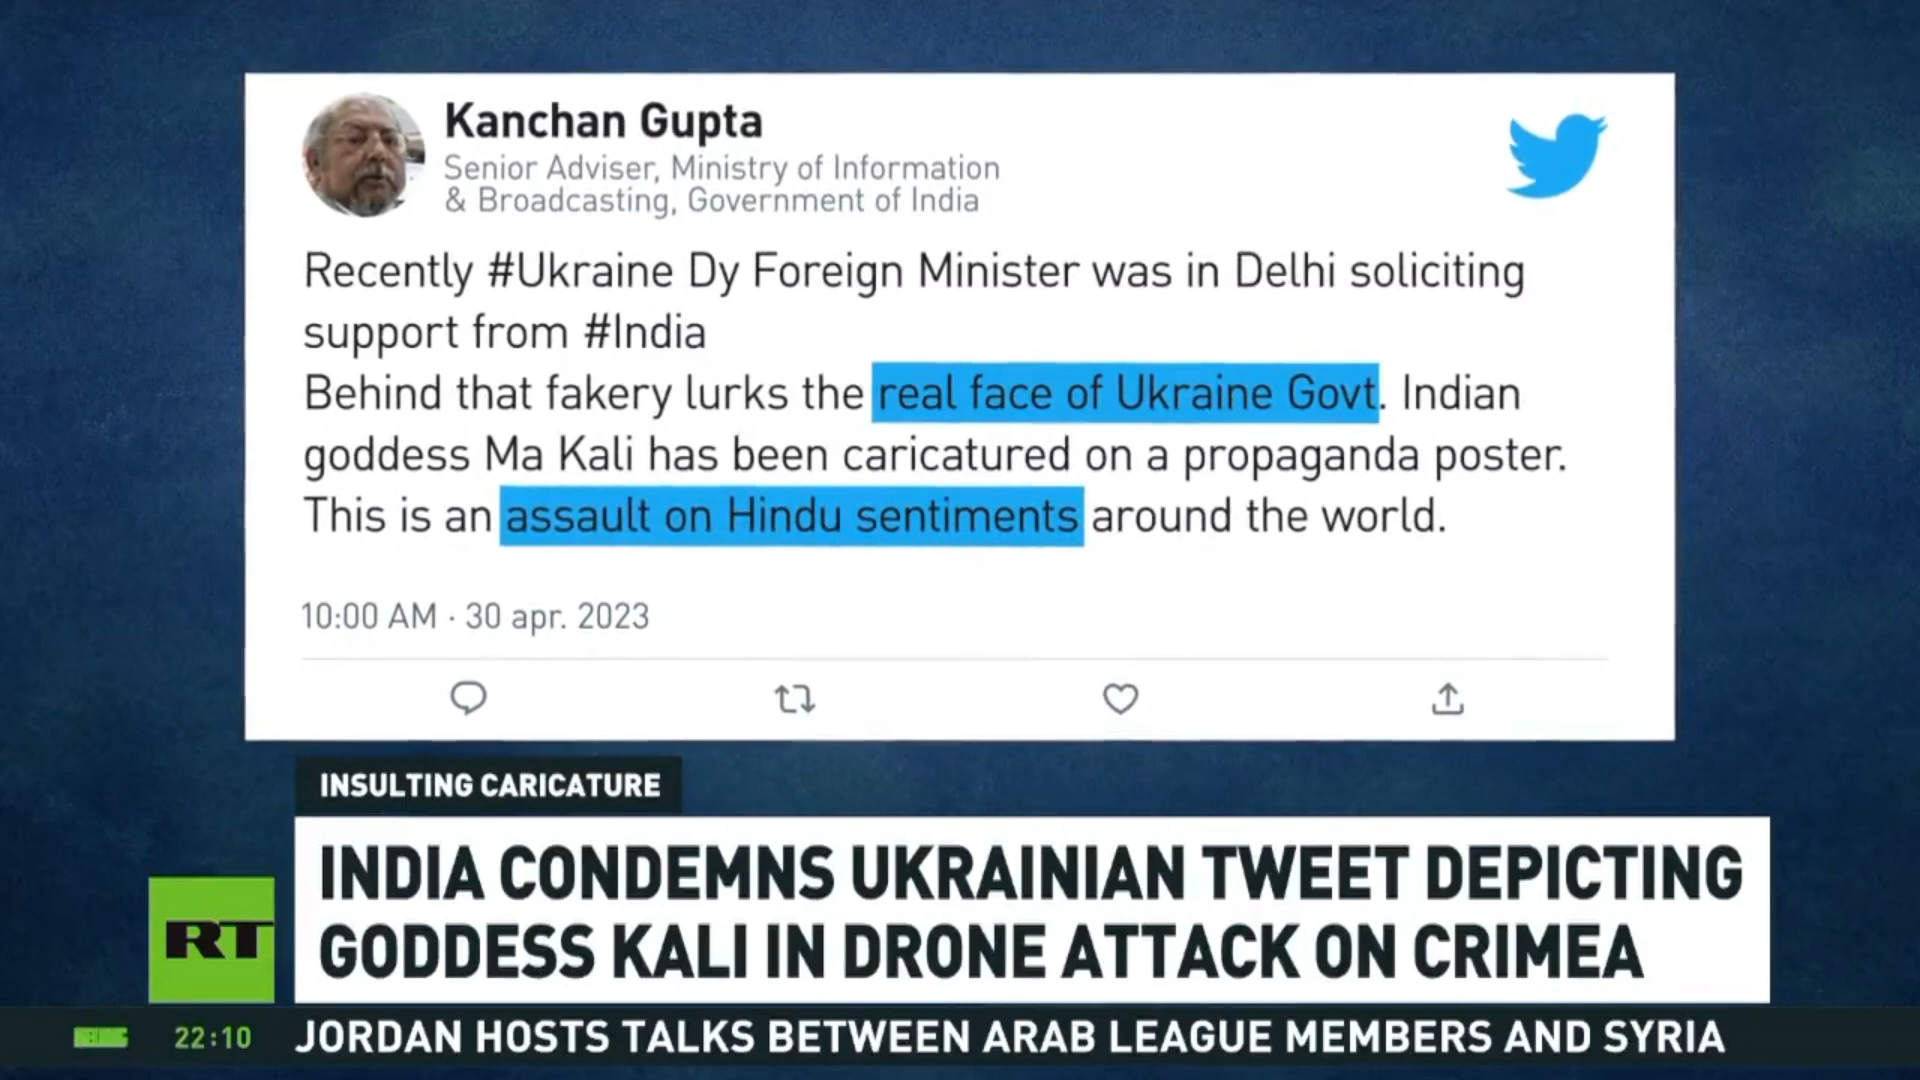 Kanchan Gupta
Senior Adviser, Ministry of Information
& Broadcasting, Government of India
Recently #Ukraine Dy Foreign Minister was in Delhi soliciting
support from #India
Behind that fakery lurks the real face of Ukraine Govt. Indian
goddess Ma Kali has been caricatured on a propaganda poster.
This is an assault on Hindu sentiments around the world.
10:00 AM · 30 apr. 2023
INSULTING CARICATURE
INDIA CONDEMNS UKRAINIAN TWEET DEPICTING
GODDESS KALI IN DRONE ATTACK ON CRIMEA
RT
22:10 JORDAN HOSTS TALKS BETWEEN ARAB LEAGUE MEMBERS AND SYRIA